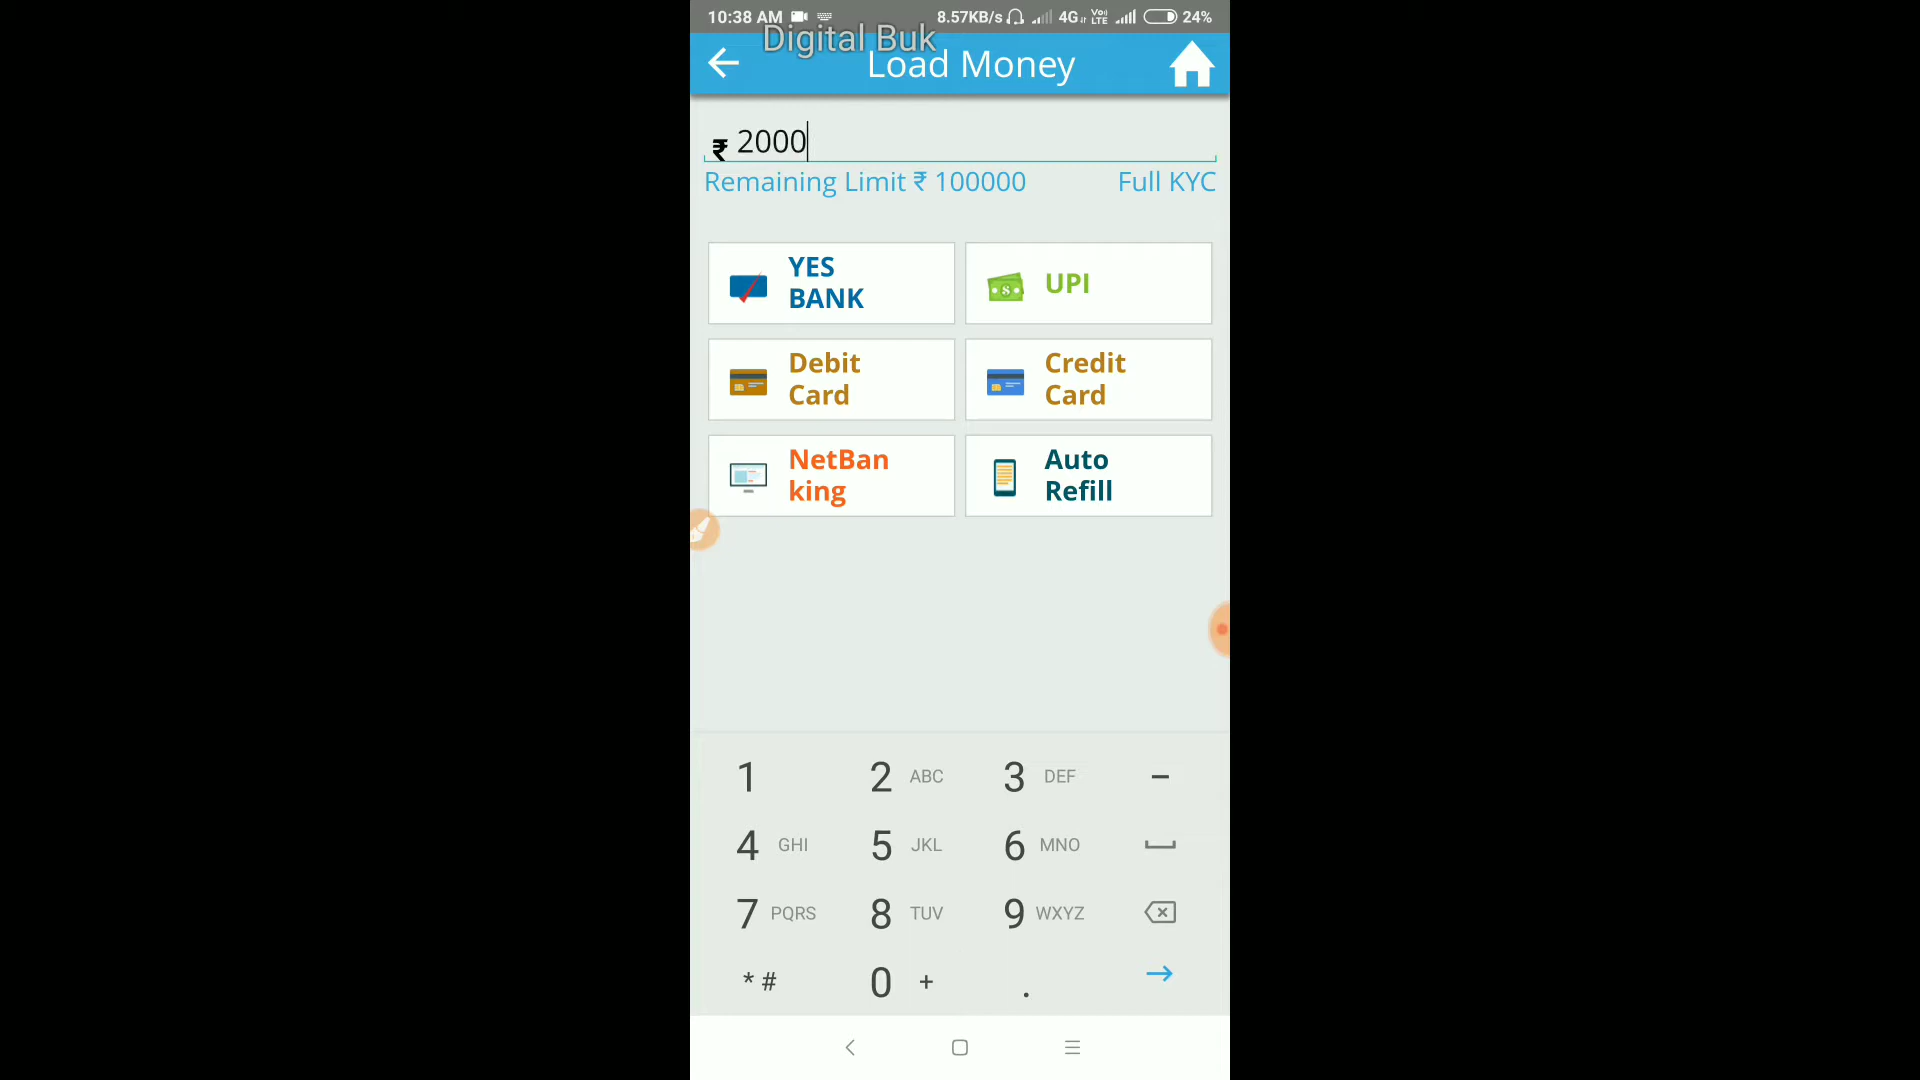 10:38 AM 8.57KB/s 4G VoLTE 24%
Digital Buk
Load Money
₹ 2000
Remaining Limit ₹ 100000 Full KYC
YES
BANK
UPI
Debit
Card
Credit
Card
NetBan
king
Auto
Refill
1 2 ABC 3 DEF -
4 GHI 5 JKL 6 MNO
7 PQRS 8 TUV 9 WXYZ
* # 0 + .